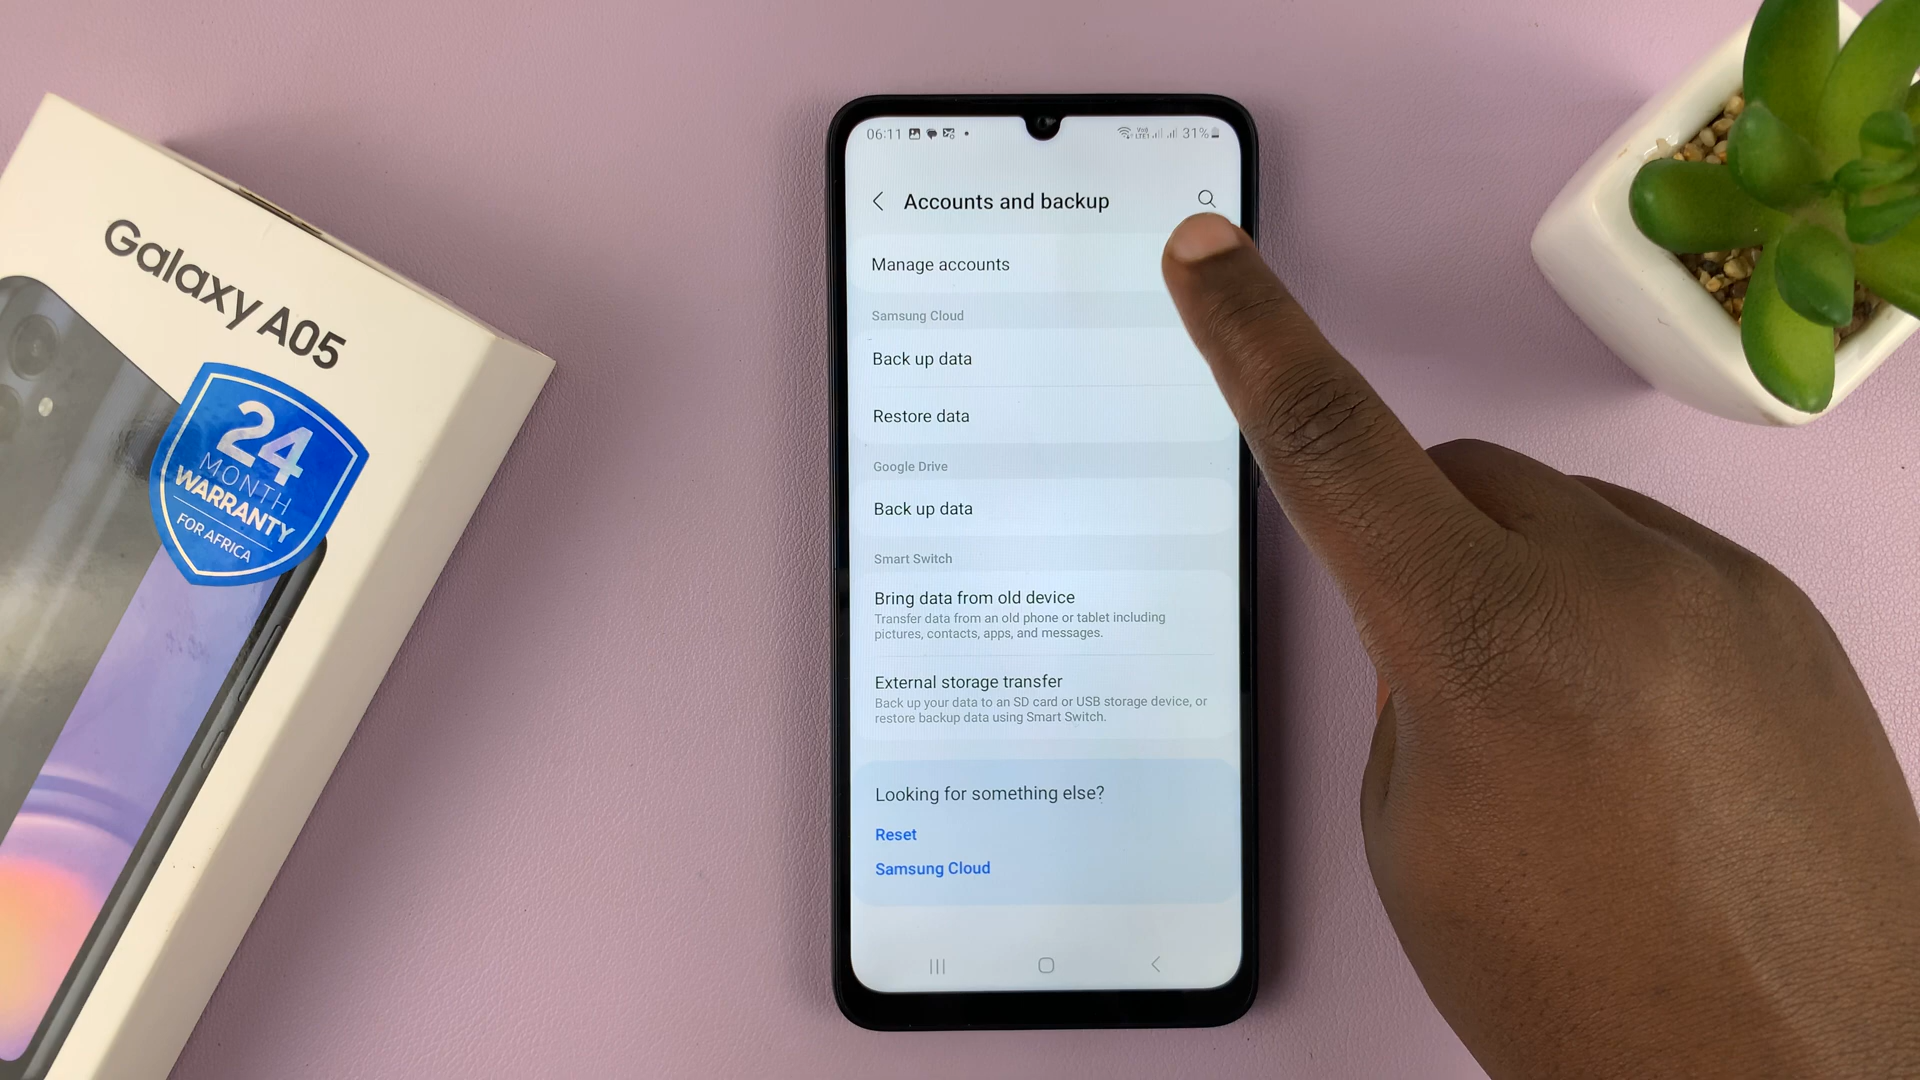 Galaxy A05
24
MONTH
WARRANTY
FOR AFRICA
06:11
31%
Accounts and backup
Manage accounts
Samsung Cloud
Back up data
Restore data
Google Drive
Back up data
Smart Switch
Bring data from old device
Transfer data from an old phone or tablet including
pictures, contacts, apps, and messages.
External storage transfer
Back up your data to an SD card or USB storage device, or
restore backup data using Smart Switch.
Looking for something else?
Reset
Samsung Cloud